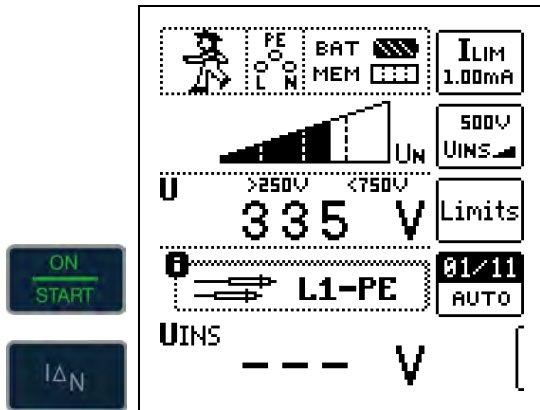 PE
L N
BAT
MEM
ILIM
1.00mA
500V
UINS
UN
U
>250V <750V
335 V
Limits
ON
START
L1-PE
01/11
AUTO
IΔN
UINS
--- V